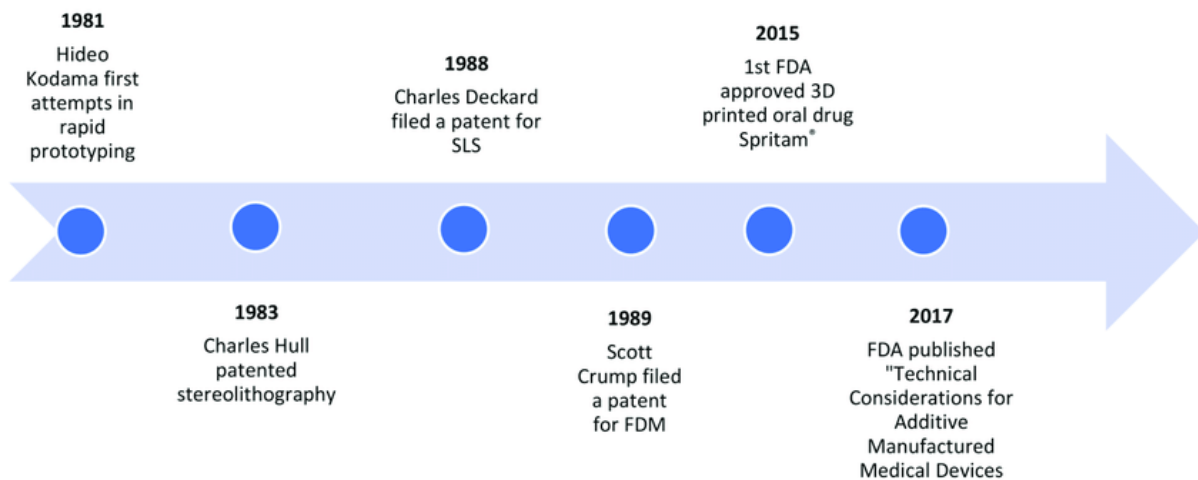 1981
Hideo
Kodama first
attempts in
rapid
prototyping
1983
Charles Hull
patented
stereolithography
1988
Charles Deckard
filed a patent for
SLS
1989
Scott
Crump filed
a patent
for FDM
2015
1st FDA
approved 3D
printed oral drug
Spritam®
2017
FDA published
"Technical
Considerations for
Additive
Manufactured
Medical Devices